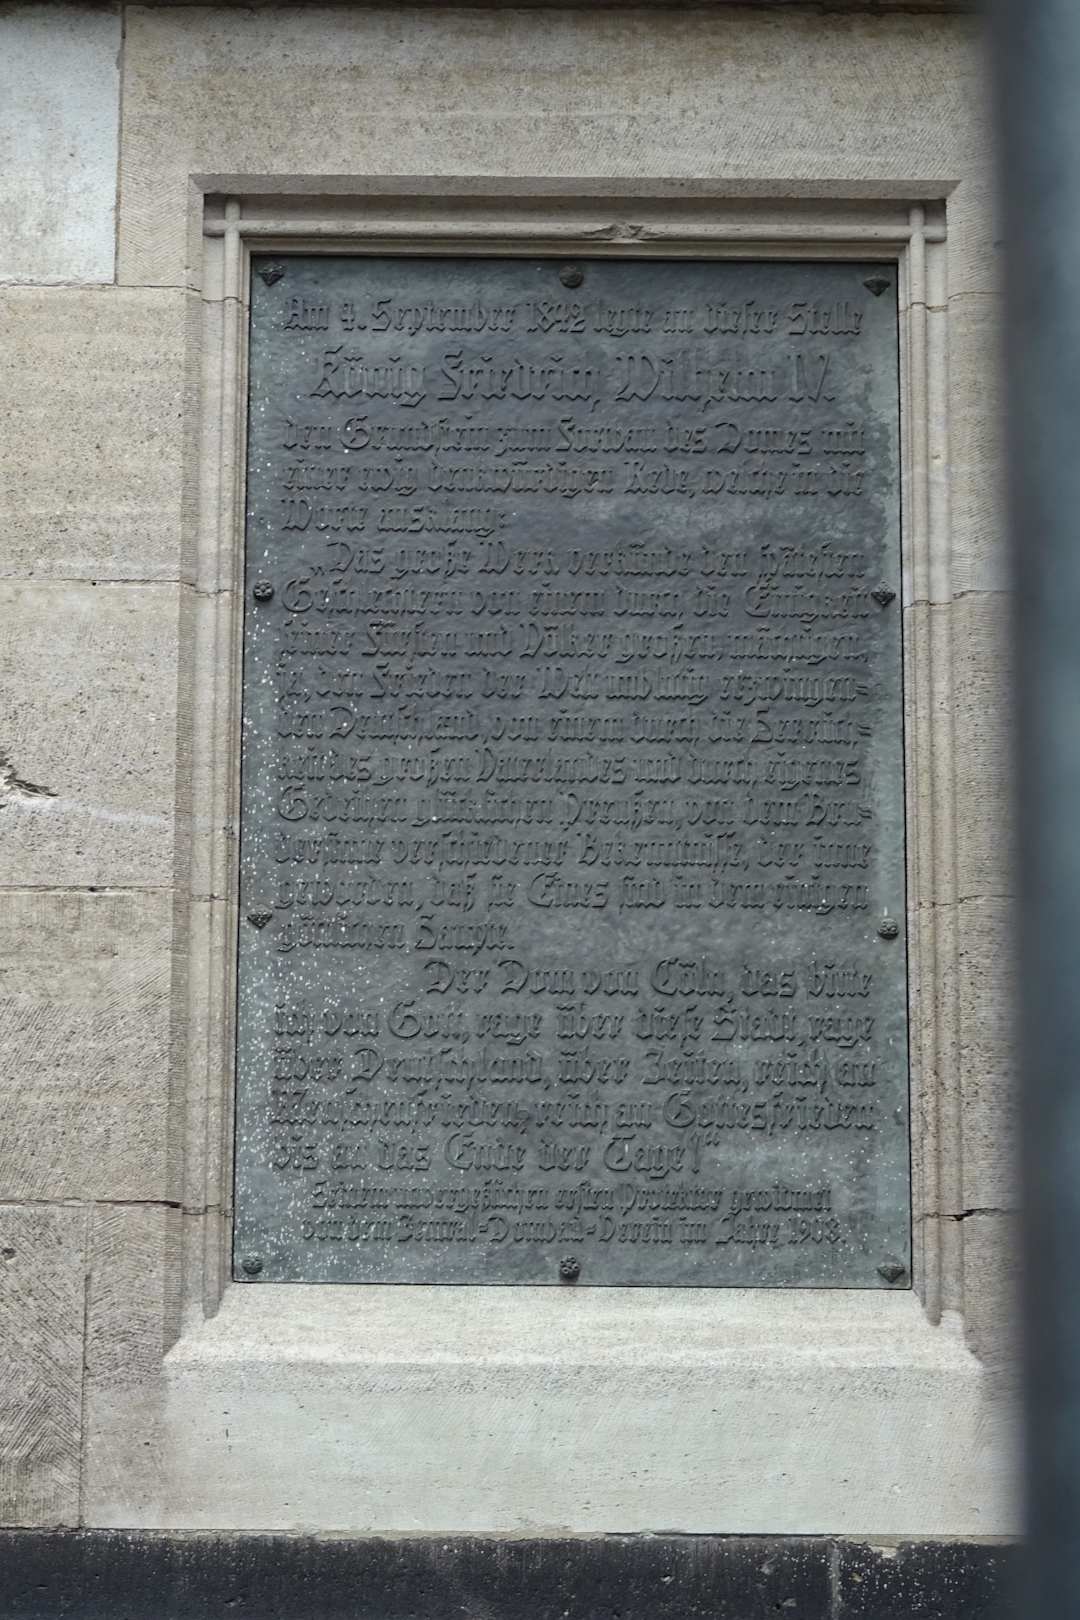 Am 4. September 1842 legte an dieser Stelle
König Friedrich Wilhelm IV.
den Grundstein zum Fortbau des Domes mit
einer ewig denkwürdigen Rede, welche in die
Worte ausklang:
„Das große Werk verkünde den spätesten
Geschlechtern von einem durch die Einigkeit
seiner Fürsten und Völker großen, mächtigen,
ja, den Frieden der Welt unblutig erzwingen=
den Deutschland, von einem durch die Herrlich=
keit des großen Vaterlandes und durch eigenes
Gedeihen glücklichen Preußen, von dem Bru=
dersinne verschiedener Bekenntnisse, der inne
geworden, daß sie Eines sind in dem einigen
göttlichen Haupte.
Der Dom von Cöln, das bitte
ich von Gott, rage über diese Stadt, rage
über Deutschland, über Zeiten, reich an
Menschenfrieden, reich an Gottesfrieden
bis an das Ende der Tage!“
Seinem unvergeßlichen ersten Protektor gewidmet
von dem Zentral=Dombau=Verein im Jahre 1908.